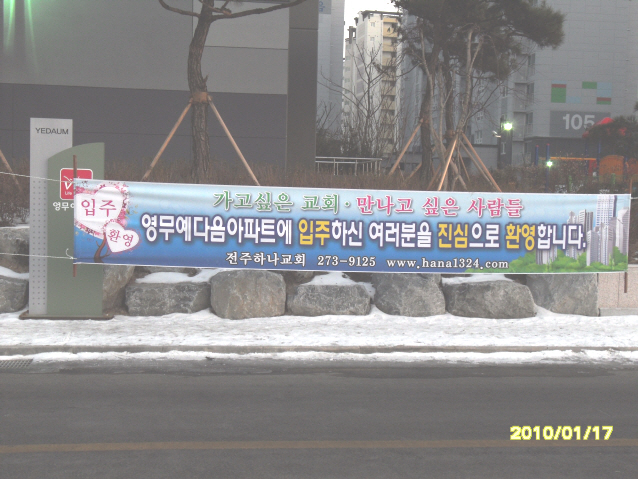 YEDAUM
105
입주
환영
가고싶은 교회 · 만나고 싶은 사람들
영무예다음아파트에 입주하신 여러분을 진심으로 환영합니다.
전주하나교회 273-9125 www.hana1324.com
2010/01/17